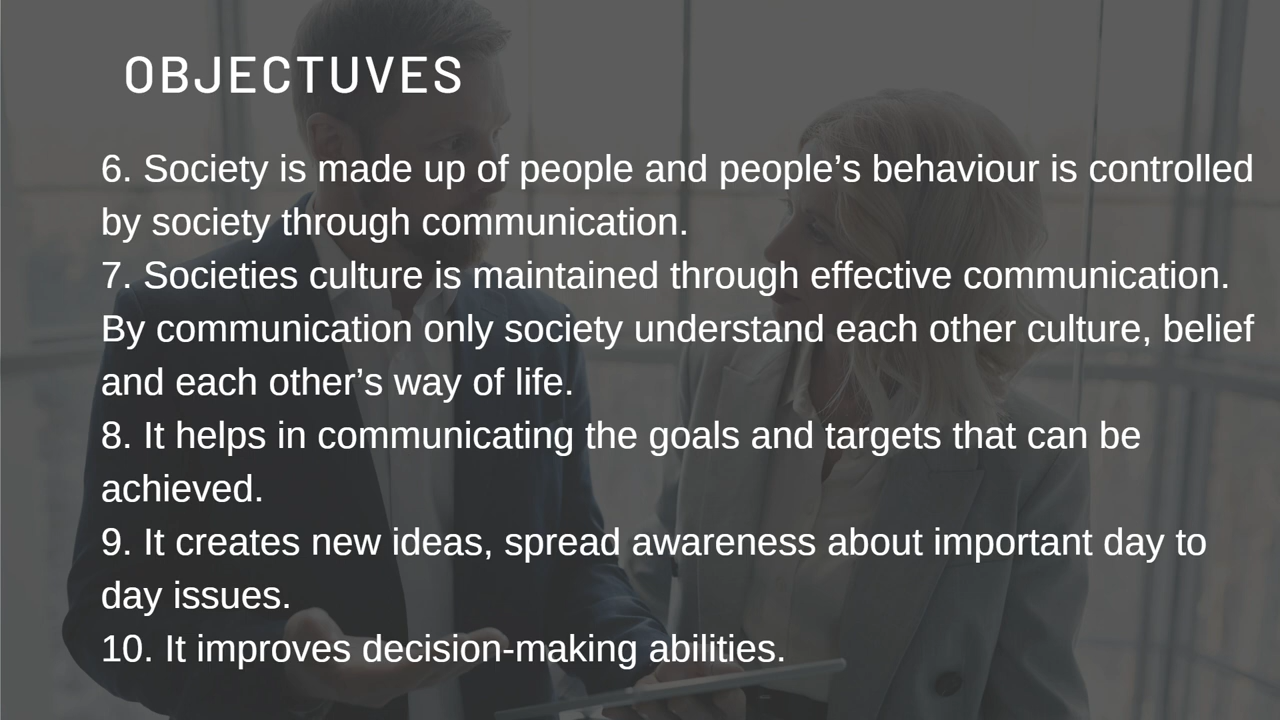 OBJECTUVES
6. Society is made up of people and people’s behaviour is controlled
by society through communication.
7. Societies culture is maintained through effective communication.
By communication only society understand each other culture, belief
and each other’s way of life.
8. It helps in communicating the goals and targets that can be
achieved.
9. It creates new ideas, spread awareness about important day to
day issues.
10. It improves decision-making abilities.